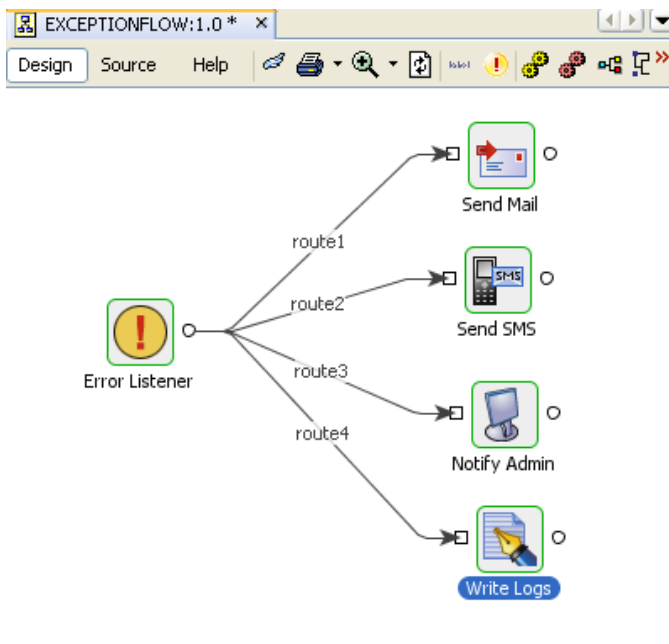 EXCEPTIONFLOW:1.0 *
Design Source Help
Send Mail
route1
Send SMS
SMS
route2
Error Listener
route3
route4
Notify Admin
Write Logs